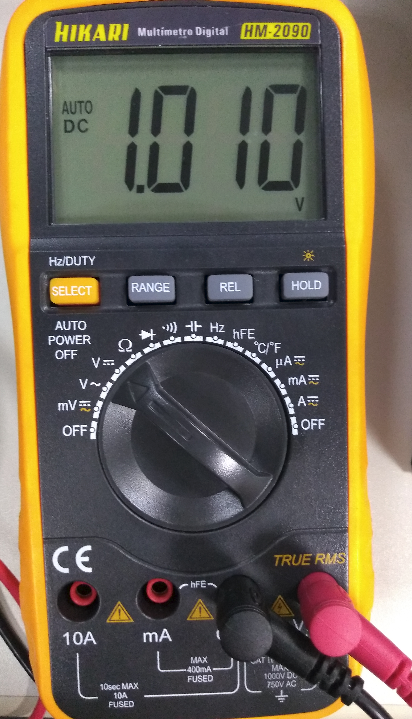 HIKARI Multímetro Digital HM-2090
AUTO
DC
1.010
V
Hz/DUTY
SELECT RANGE REL HOLD
AUTO
POWER
OFF
Ω Hz hFE
°C/°F
V⎓ μA
V~ mA
mV A
OFF OFF
CE
TRUE RMS
hFE
10A mA V
MAX
400mA
FUSED
10sec MAX
10A
FUSED
MAX
750V AC